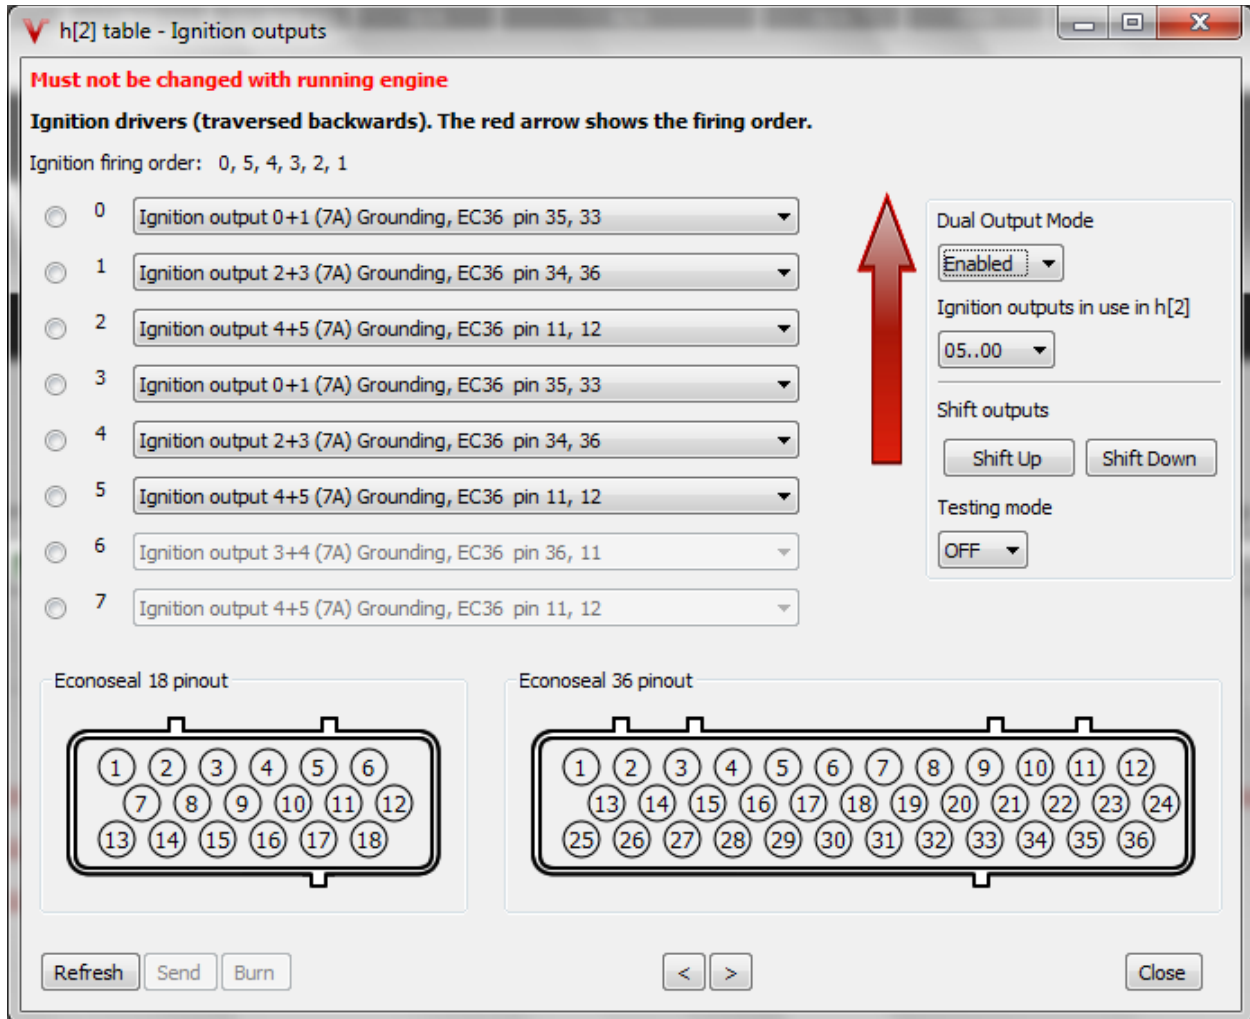 h[2] table - Ignition outputs
Must not be changed with running engine
Ignition drivers (traversed backwards). The red arrow shows the firing order.
Ignition firing order: 0, 5, 4, 3, 2, 1
0 Ignition output 0+1 (7A) Grounding, EC36 pin 35, 33
1 Ignition output 2+3 (7A) Grounding, EC36 pin 34, 36
2 Ignition output 4+5 (7A) Grounding, EC36 pin 11, 12
3 Ignition output 0+1 (7A) Grounding, EC36 pin 35, 33
4 Ignition output 2+3 (7A) Grounding, EC36 pin 34, 36
5 Ignition output 4+5 (7A) Grounding, EC36 pin 11, 12
6 Ignition output 3+4 (7A) Grounding, EC36 pin 36, 11
7 Ignition output 4+5 (7A) Grounding, EC36 pin 11, 12
Dual Output Mode
Enabled
Ignition outputs in use in h[2]
05..00
Shift outputs
Shift Up Shift Down
Testing mode
OFF
Econoseal 18 pinout
1 2 3 4 5 6
7 8 9 10 11 12
13 14 15 16 17 18
Econoseal 36 pinout
1 2 3 4 5 6 7 8 9 10 11 12
13 14 15 16 17 18 19 20 21 22 23 24
25 26 27 28 29 30 31 32 33 34 35 36
Refresh Send Burn < > Close